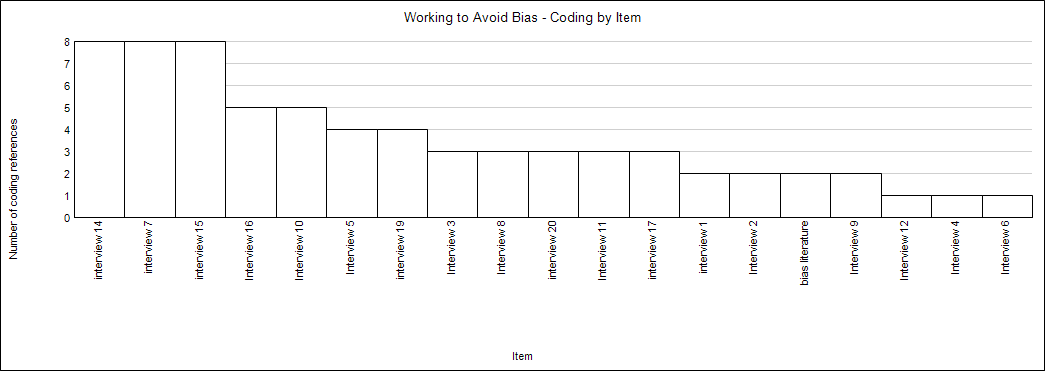 Working to Avoid Bias - Coding by Item
Number of coding references
8
7
6
5
4
3
2
1
0
interview 14
interview 7
interview 15
Interview 16
Interview 10
Interview 5
interview 19
Interview 3
Interview 8
interview 20
Interview 11
interview 17
interview 1
Interview 2
bias literature
Interview 9
Interview 12
Interview 4
Interview 6
Item